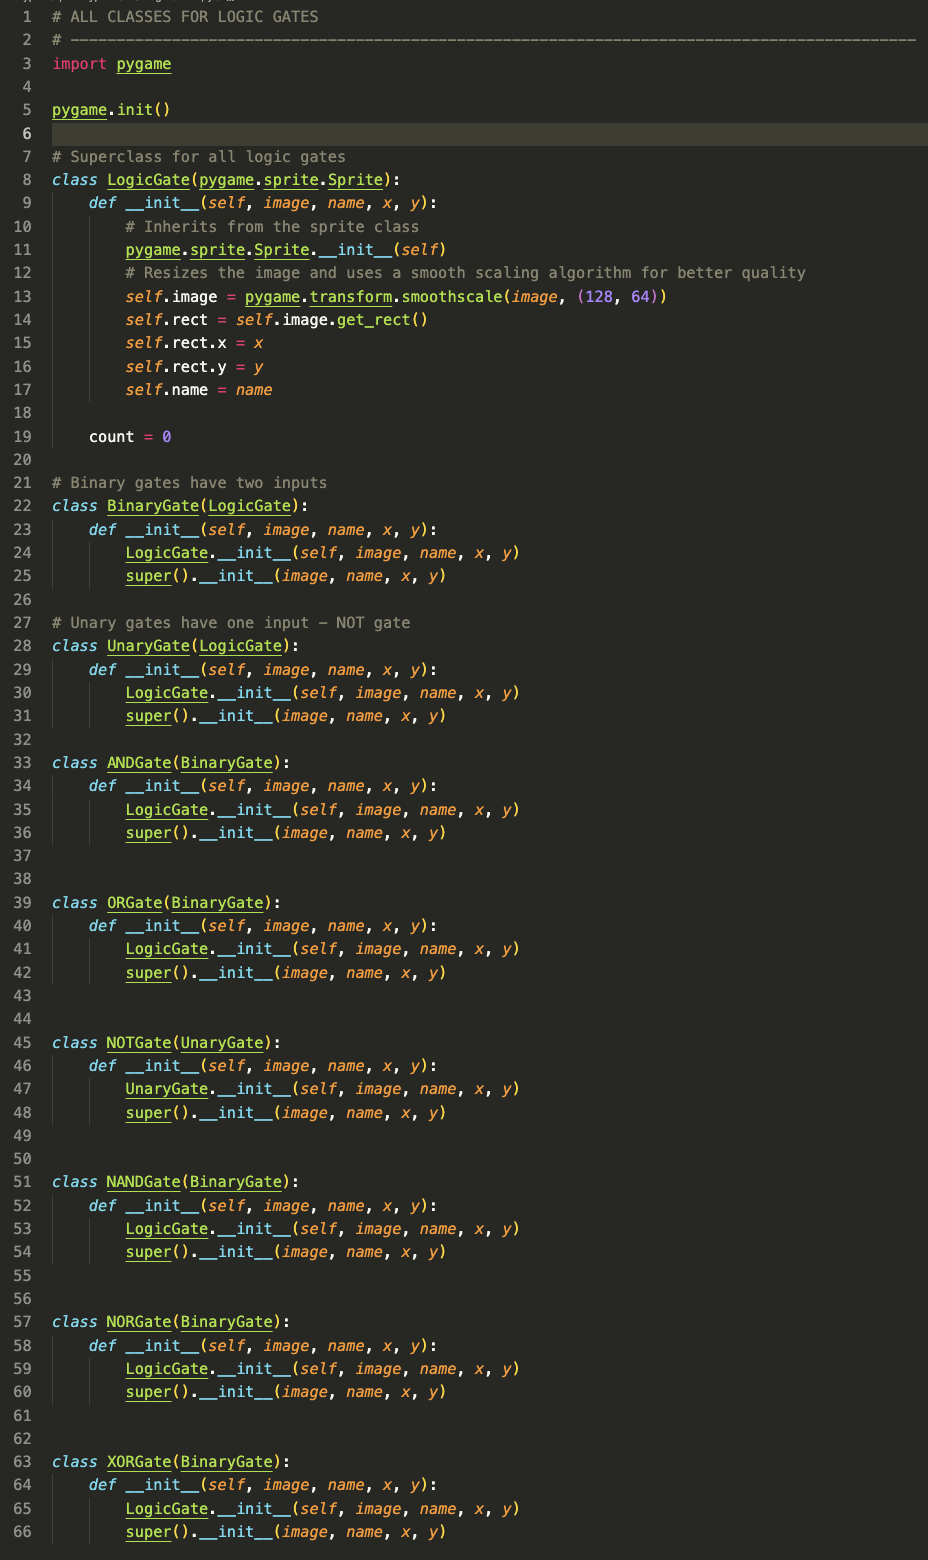 1 # ALL CLASSES FOR LOGIC GATES
2 # --------------------------------------------------------------------------------------------
3 import pygame
4
5 pygame.init()
6
7 # Superclass for all logic gates
8 class LogicGate(pygame.sprite.Sprite):
9     def __init__(self, image, name, x, y):
10         # Inherits from the sprite class
11         pygame.sprite.Sprite.__init__(self)
12         # Resizes the image and uses a smooth scaling algorithm for better quality
13         self.image = pygame.transform.smoothscale(image, (128, 64))
14         self.rect = self.image.get_rect()
15         self.rect.x = x
16         self.rect.y = y
17         self.name = name
18
19     count = 0
20
21 # Binary gates have two inputs
22 class BinaryGate(LogicGate):
23     def __init__(self, image, name, x, y):
24         LogicGate.__init__(self, image, name, x, y)
25         super().__init__(image, name, x, y)
26
27 # Unary gates have one input - NOT gate
28 class UnaryGate(LogicGate):
29     def __init__(self, image, name, x, y):
30         LogicGate.__init__(self, image, name, x, y)
31         super().__init__(image, name, x, y)
32
33 class ANDGate(BinaryGate):
34     def __init__(self, image, name, x, y):
35         LogicGate.__init__(self, image, name, x, y)
36         super().__init__(image, name, x, y)
37
38
39 class ORGate(BinaryGate):
40     def __init__(self, image, name, x, y):
41         LogicGate.__init__(self, image, name, x, y)
42         super().__init__(image, name, x, y)
43
44
45 class NOTGate(UnaryGate):
46     def __init__(self, image, name, x, y):
47         UnaryGate.__init__(self, image, name, x, y)
48         super().__init__(image, name, x, y)
49
50
51 class NANDGate(BinaryGate):
52     def __init__(self, image, name, x, y):
53         LogicGate.__init__(self, image, name, x, y)
54         super().__init__(image, name, x, y)
55
56
57 class NORGate(BinaryGate):
58     def __init__(self, image, name, x, y):
59         LogicGate.__init__(self, image, name, x, y)
60         super().__init__(image, name, x, y)
61
62
63 class XORGate(BinaryGate):
64     def __init__(self, image, name, x, y):
65         LogicGate.__init__(self, image, name, x, y)
66         super().__init__(image, name, x, y)